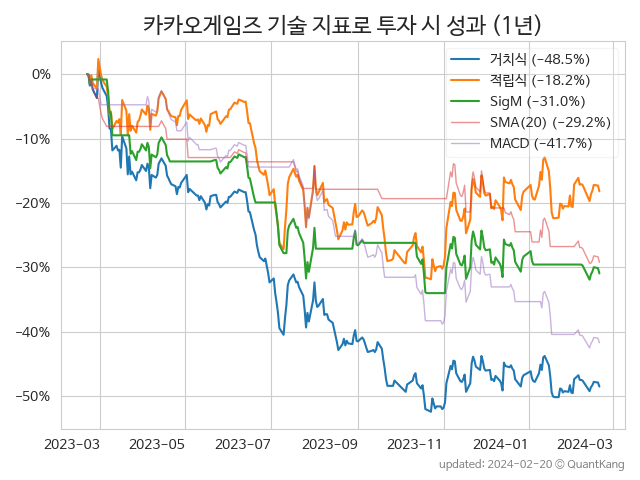 카카오게임즈 기술 지표로 투자 시 성과 (1년)
거치식 (−48.5%)
적립식 (−18.2%)
SigM (−31.0%)
SMA(20) (−29.2%)
MACD (−41.7%)
0%
−10%
−20%
−30%
−40%
−50%
2023-03 2023-05 2023-07 2023-09 2023-11 2024-01 2024-03
updated: 2024-02-20 ⓒ QuantKang